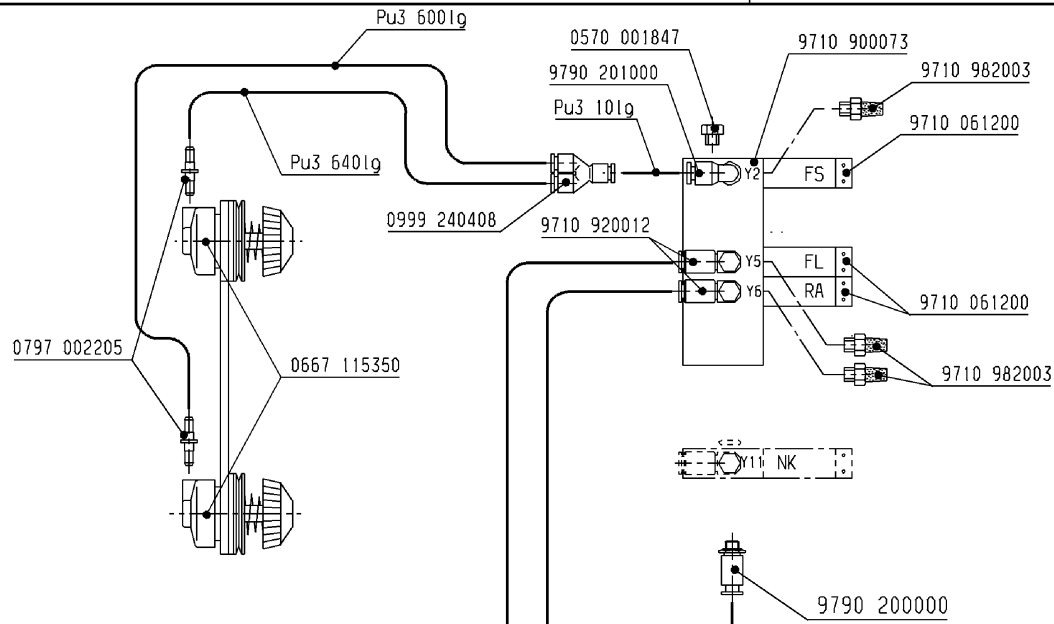 Pu3 600lg
0570 001847
9710 900073
9790 201000
9710 982003
Pu3 10lg
9710 061200
Pu3 640lg
Y2
FS
0999 240408
9710 920012
Y5
FL
Y6
RA
9710 061200
0797 002205
0667 115350
9710 982003
Y11
NK
9790 200000